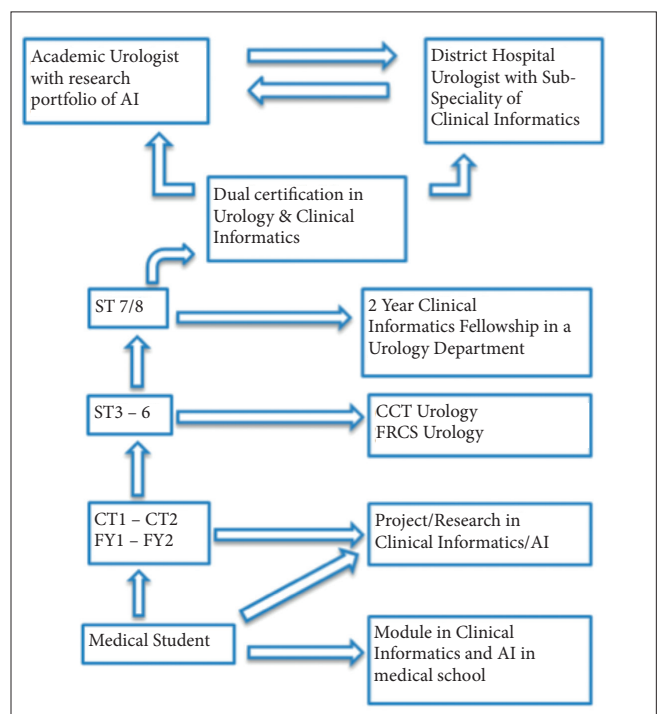 Academic Urologist
with research
portfolio of AI
District Hospital
Urologist with Sub-
Speciality of
Clinical Informatics
Dual certification in
Urology & Clinical
Informatics
ST 7/8
2 Year Clinical
Informatics Fellowship in a
Urology Department
ST3 – 6
CCT Urology
FRCS Urology
CT1 – CT2
FY1 – FY2
Project/Research in
Clinical Informatics/AI
Medical Student
Module in Clinical
Informatics and AI in
medical school